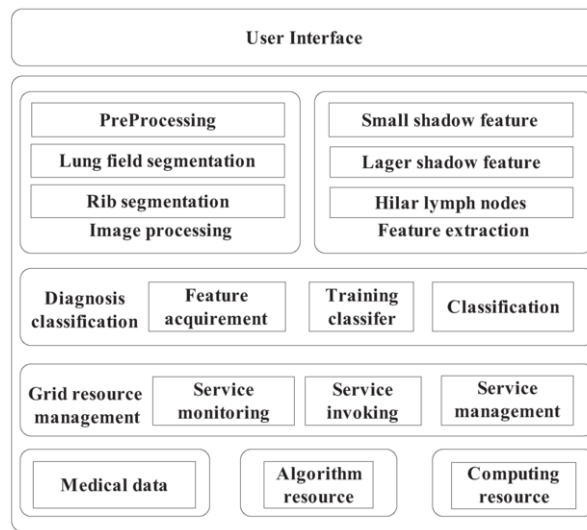 User Interface
PreProcessing
Lung field segmentation
Rib segmentation
Image processing
Small shadow feature
Lager shadow feature
Hilar lymph nodes
Feature extraction
Diagnosis
classification
Feature
acquirement
Training
classifer
Classification
Grid resource
management
Service
monitoring
Service
invoking
Service
management
Medical data
Algorithm
resource
Computing
resource